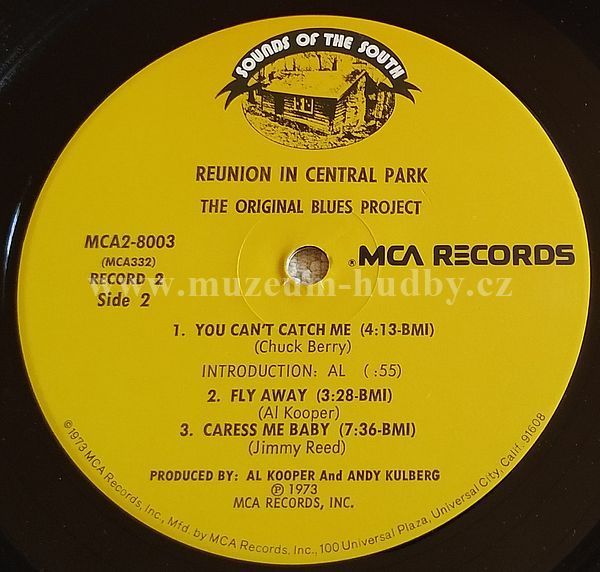 SOUNDS OF THE SOUTH
REUNION IN CENTRAL PARK
THE ORIGINAL BLUES PROJECT
MCA2-8003
(MCA332)
RECORD 2
Side 2
® MCA RECORDS
www.muzedm-hudby.cz
1. YOU CAN'T CATCH ME (4:13-BMI)
(Chuck Berry)
INTRODUCTION: AL ( :55)
2. FLY AWAY (3:28-BMI)
(Al Kooper)
3. CARESS ME BABY (7:36-BMI)
(Jimmy Reed)
PRODUCED BY: AL KOOPER And ANDY KULBERG
℗ 1973
MCA RECORDS, INC.
©1973 MCA Records, Inc., Mfd. by MCA Records, Inc., 100 Universal Plaza, Universal City, Calif. 91608